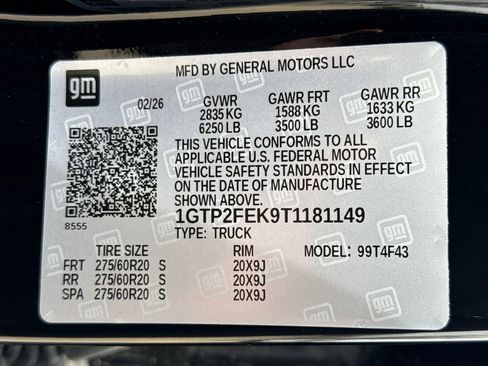 gm
MFD BY GENERAL MOTORS LLC
02/26 GVWR GAWR FRT GAWR RR
2835 KG 1588 KG 1633 KG
6250 LB 3500 LB 3600 LB
THIS VEHICLE CONFORMS TO ALL
APPLICABLE U.S. FEDERAL MOTOR
VEHICLE SAFETY STANDARDS IN EFFECT
ON THE DATE OF MANUFACTURE
SHOWN ABOVE.
8555
1GTP2FEK9T1181149
TYPE: TRUCK
TIRE SIZE RIM MODEL: 99T4F43
FRT 275/60R20 S 20X9J
RR 275/60R20 S 20X9J
SPA 275/60R20 S 20X9J